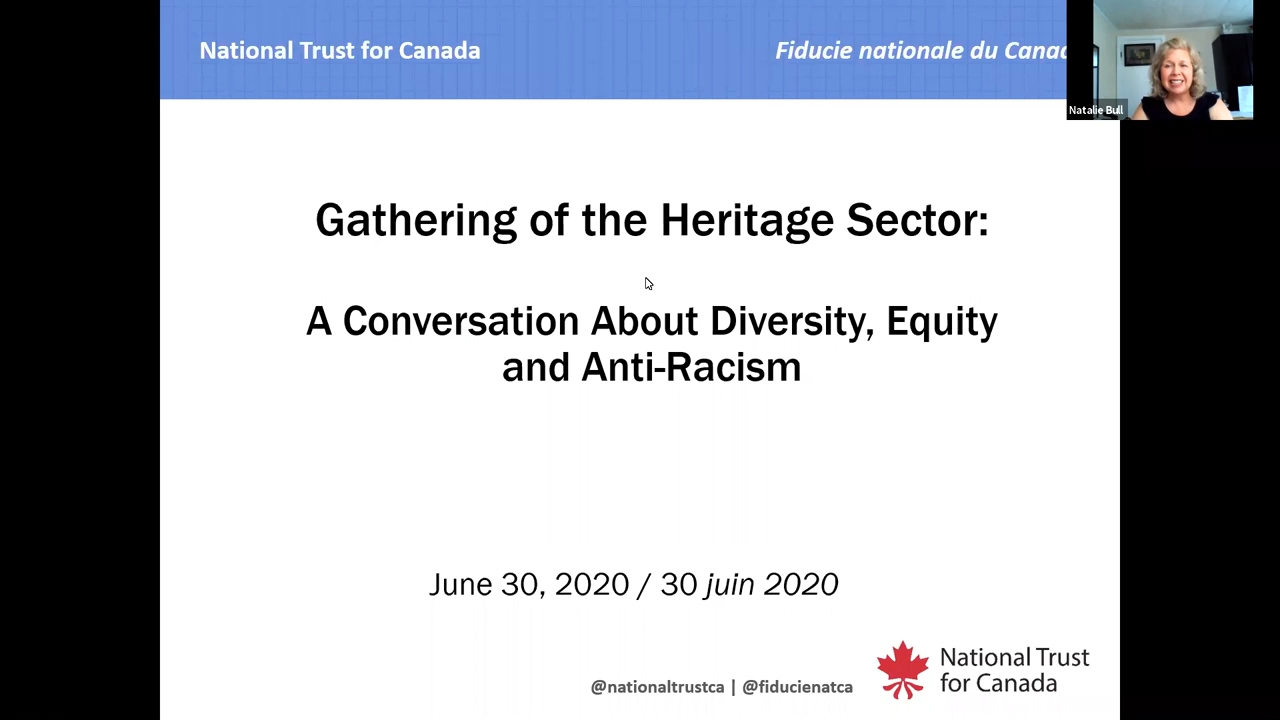 National Trust for Canada
Fiducie nationale du Canad
Natalie Bull
Gathering of the Heritage Sector:
A Conversation About Diversity, Equity
and Anti-Racism
June 30, 2020 / 30 juin 2020
@nationaltrustca | @fiducienatca
National Trust
for Canada